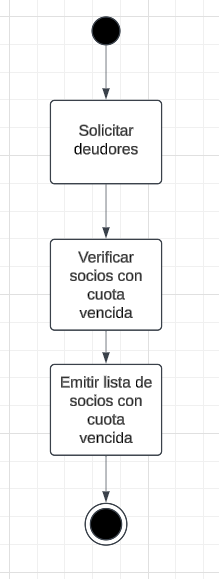 Solicitar
deudores
Verificar
socios con
cuota
vencida
Emitir lista de
socios con
cuota
vencida